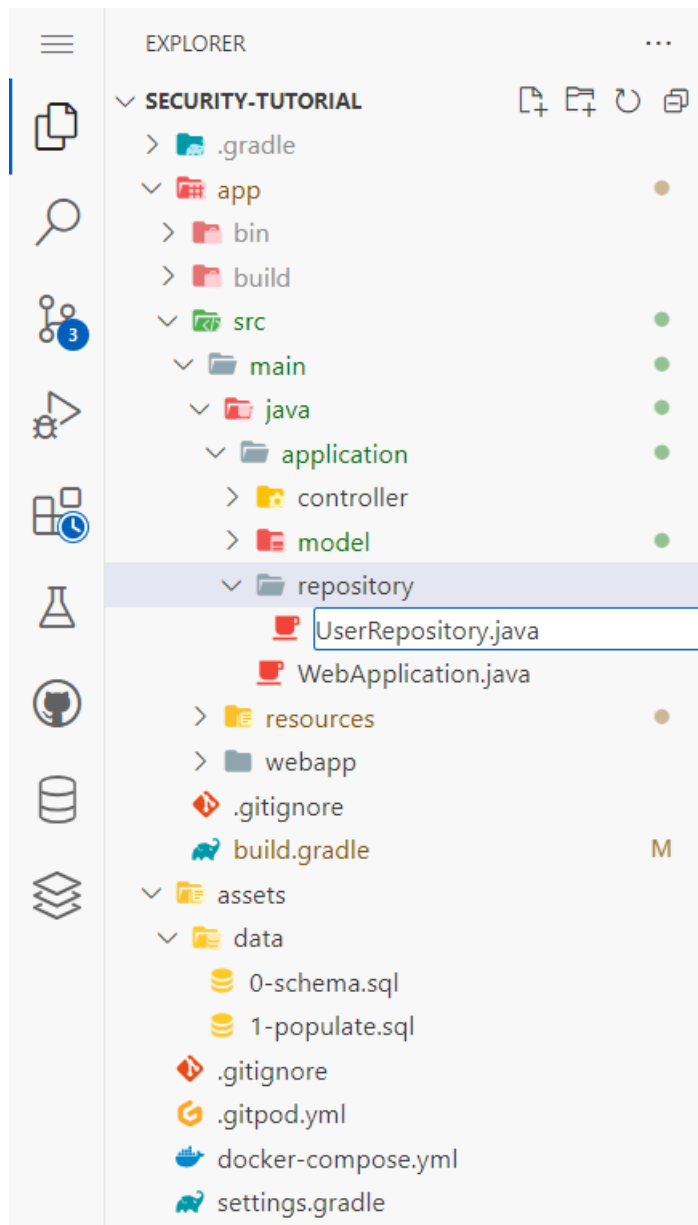 EXPLORER
SECURITY-TUTORIAL
.gradle
app
bin
build
src
3
main
java
application
controller
model
repository
UserRepository.java
WebApplication.java
resources
webapp
.gitignore
build.gradle M
assets
data
0-schema.sql
1-populate.sql
.gitignore
.gitpod.yml
docker-compose.yml
settings.gradle